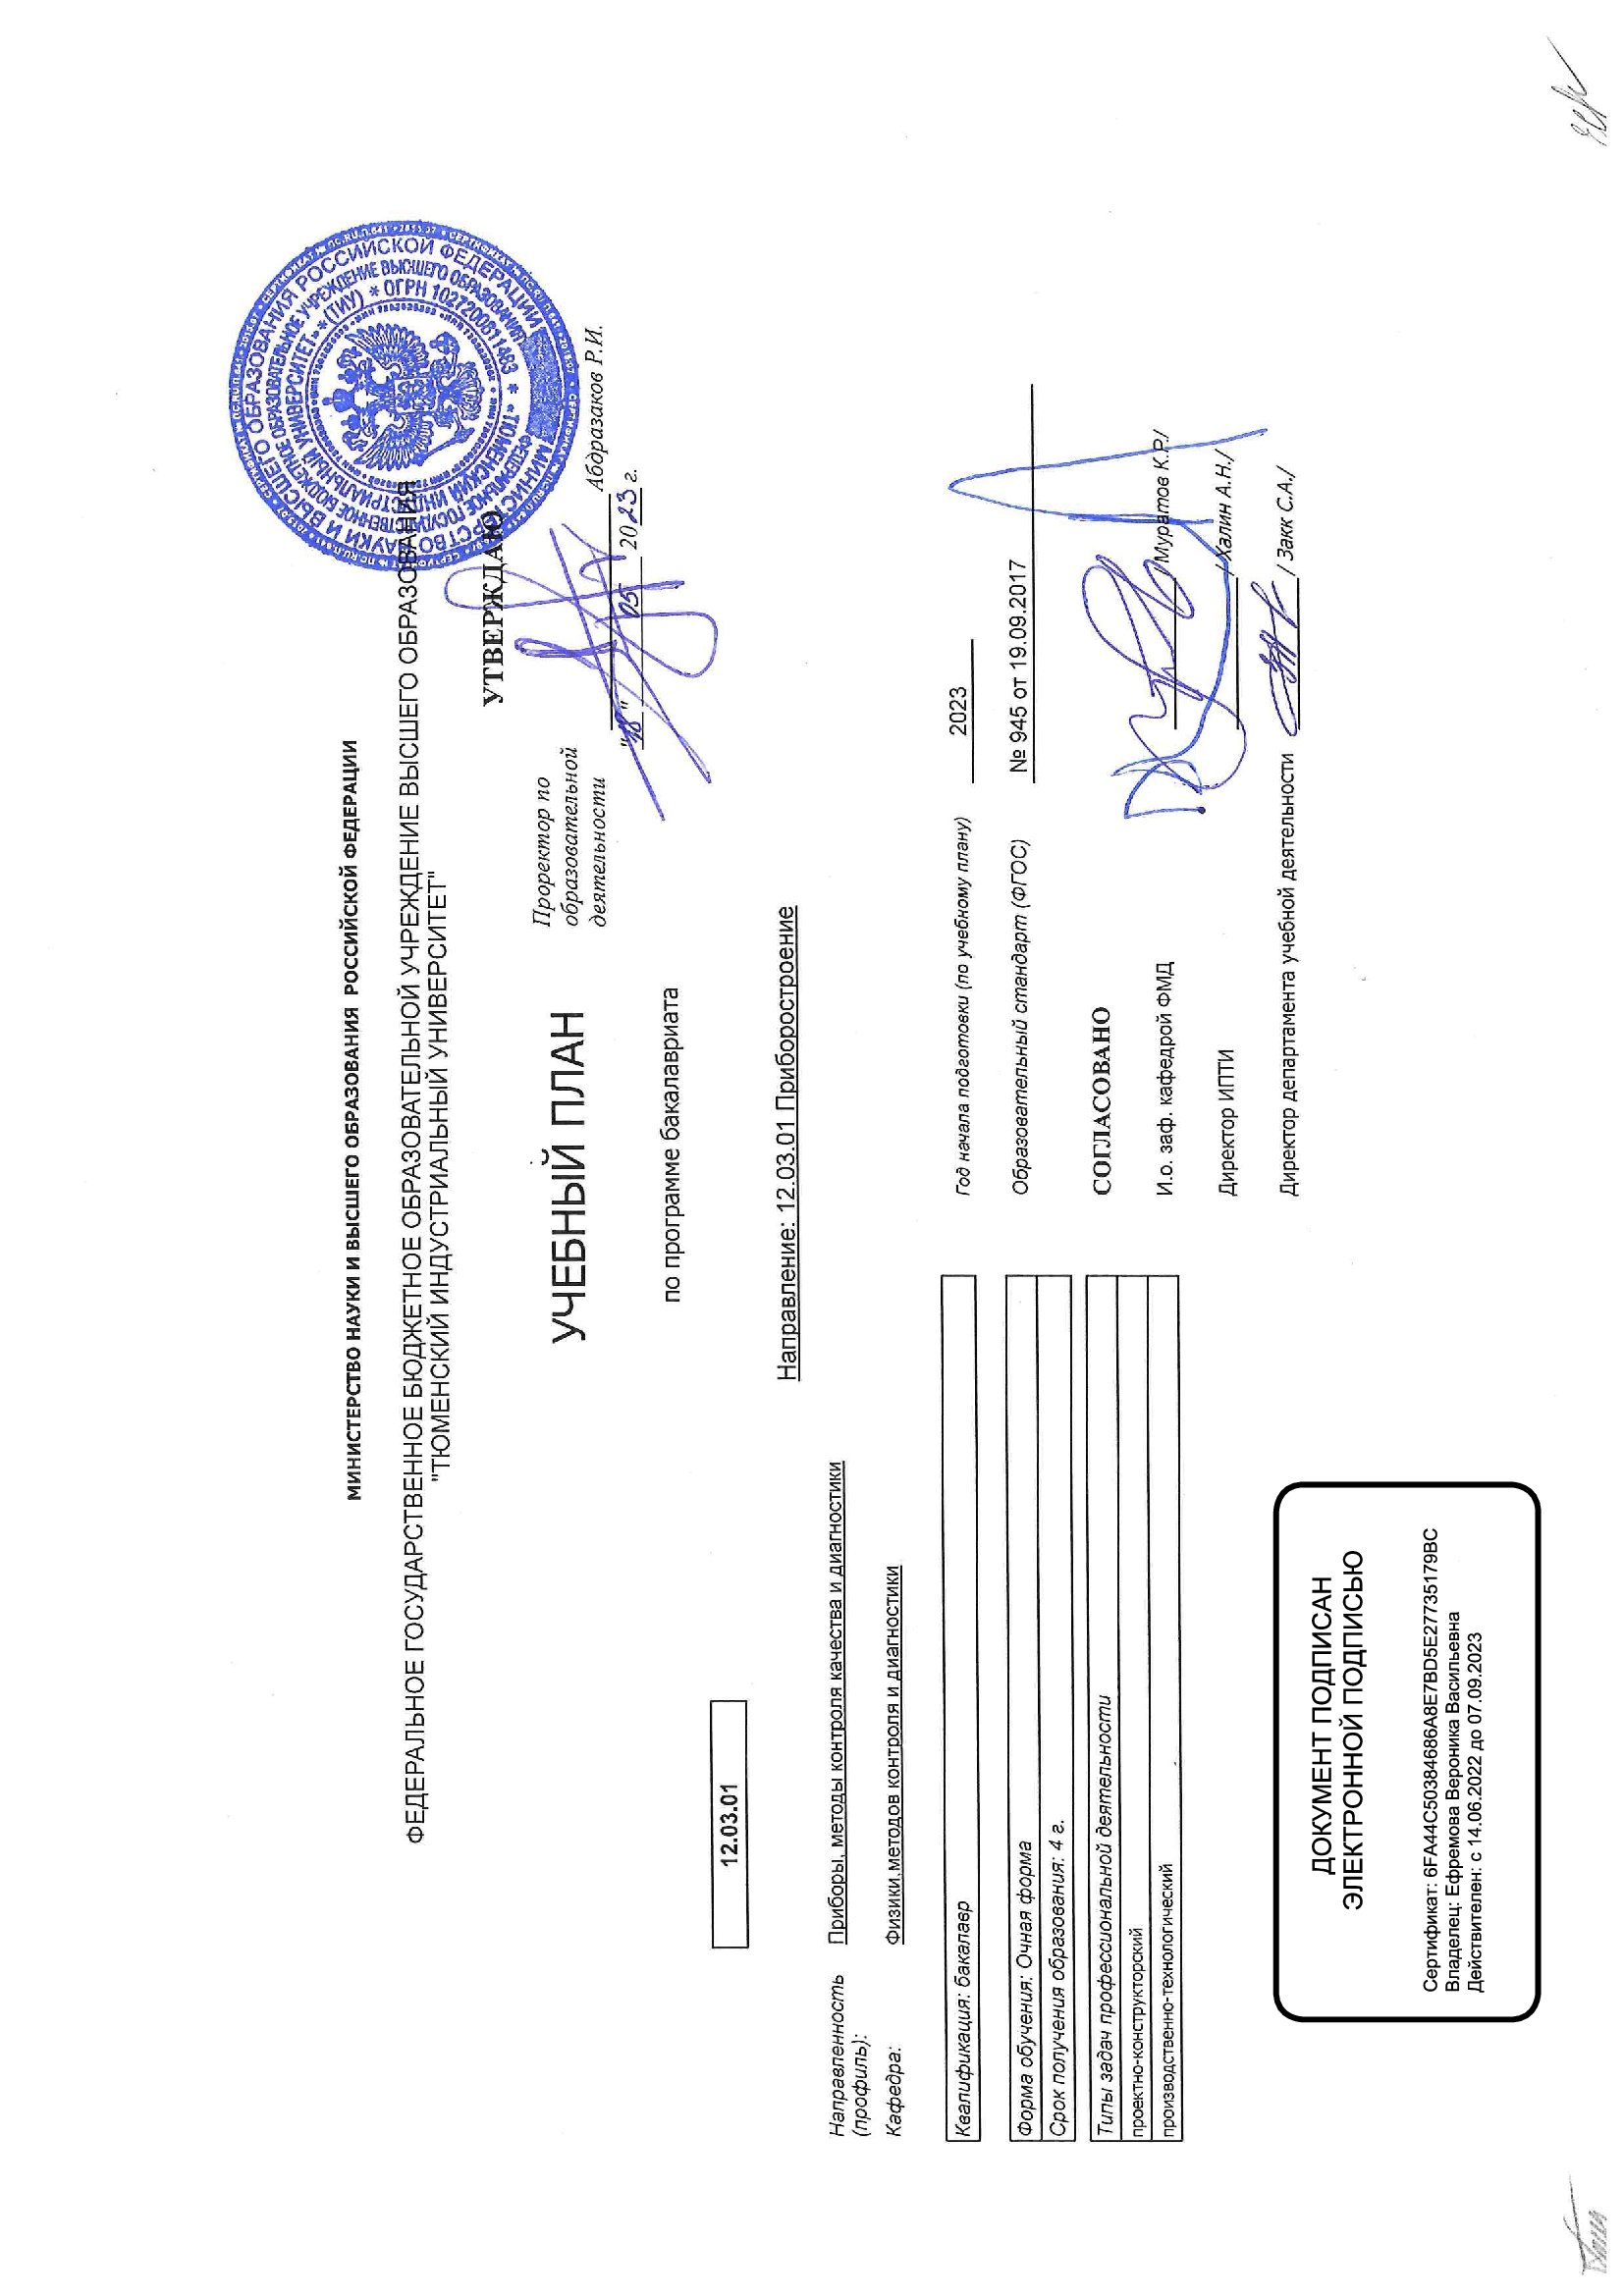 МИНИСТЕРСТВО НАУКИ И ВЫСШЕГО ОБРАЗОВАНИЯ РОССИЙСКОЙ ФЕДЕРАЦИИ
ФЕДЕРАЛЬНОЕ ГОСУДАРСТВЕННОЕ БЮДЖЕТНОЕ ОБРАЗОВАТЕЛЬНОЙ УЧРЕЖДЕНИЕ ВЫСШЕГО ОБРАЗОВАНИЯ
"ТЮМЕНСКИЙ ИНДУСТРИАЛЬНЫЙ УНИВЕРСИТЕТ"
УТВЕРЖДАЮ
УЧЕБНЫЙ ПЛАН
Проректор по
образовательной
деятельности
Абдразаков Р.И.
"18" 05 2023 г.
по программе бакалавриата
12.03.01
Направление: 12.03.01 Приборостроение
Направленность
(профиль):
Приборы, методы контроля качества и диагностики
Кафедра:
Физики,методов контроля и диагностики
Квалификация: бакалавр
Форма обучения: Очная форма
Срок получения образования: 4 г.
Типы задач профессиональной деятельности
проектно-конструкторский
производственно-технологический
Год начала подготовки (по учебному плану) 2023
Образовательный стандарт (ФГОС) № 945 от 19.09.2017
СОГЛАСОВАНО
И.о. заф. кафедрой ФМД / Муратов К.Р./
Директор ИПТИ / Халин А.Н./
Директор департамента учебной деятельности / Закк С.А./
ДОКУМЕНТ ПОДПИСАН
ЭЛЕКТРОННОЙ ПОДПИСЬЮ
Сертификат: 6FA44C50384686A8E7BD5E27735179BC
Владелец: Ефремова Вероника Васильевна
Действителен: с 14.06.2022 до 07.09.2023
МИНИСТЕРСТВО НАУКИ И ВЫСШЕГО ОБРАЗОВАНИЯ РОССИЙСКОЙ ФЕДЕРАЦИИ
ФЕДЕРАЛЬНОЕ ГОСУДАРСТВЕННОЕ БЮДЖЕТНОЕ ОБРАЗОВАТЕЛЬНОЕ УЧРЕЖДЕНИЕ ВЫСШЕГО ОБРАЗОВАНИЯ
* «ТЮМЕНСКИЙ ИНДУСТРИАЛЬНЫЙ УНИВЕРСИТЕТ» * (ТИУ) * ОГРН 1027200811483